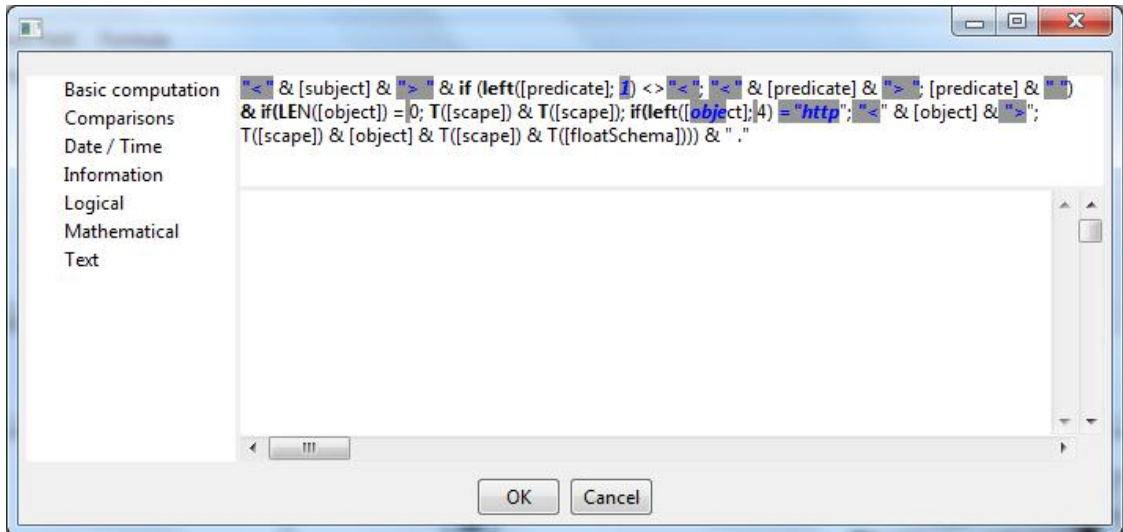 Formula
Basic computation
Comparisons
Date / Time
Information
Logical
Mathematical
Text
"<" & [subject] & "> " & if (left([predicate]; 1) <> "<"; "<" & [predicate] & "> "; [predicate] & " ")
& if(LEN([object]) = 0; T([scape]) & T([scape]); if(left([object]; 4) = "http"; "<" & [object] & ">";
T([scape]) & [object] & T([scape]) & T([floatSchema]))) & " ."
OK
Cancel